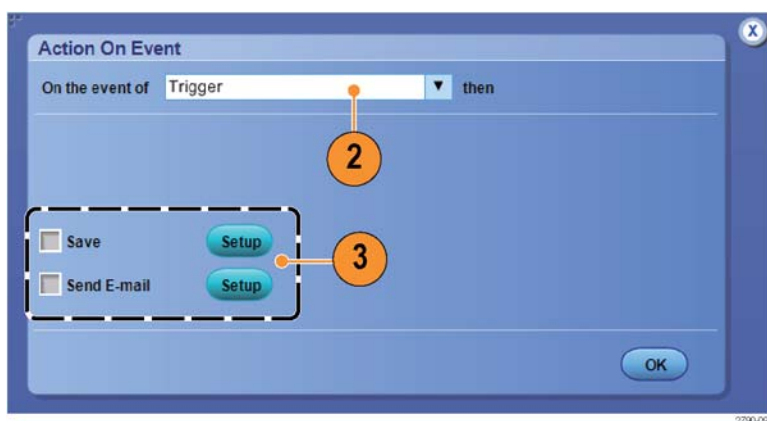 X
Action On Event
On the event of Trigger then
2
Save Setup
3
Send E-mail Setup
OK